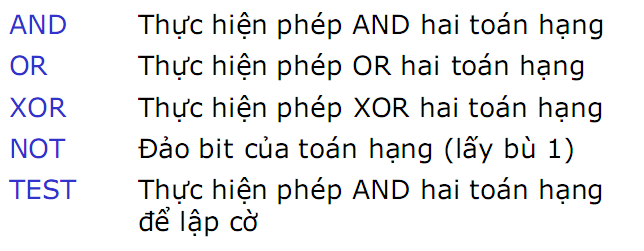 AND Thực hiện phép AND hai toán hạng
OR Thực hiện phép OR hai toán hạng
XOR Thực hiện phép XOR hai toán hạng
NOT Đảo bit của toán hạng (lấy bù 1)
TEST Thực hiện phép AND hai toán hạng
để lập cờ